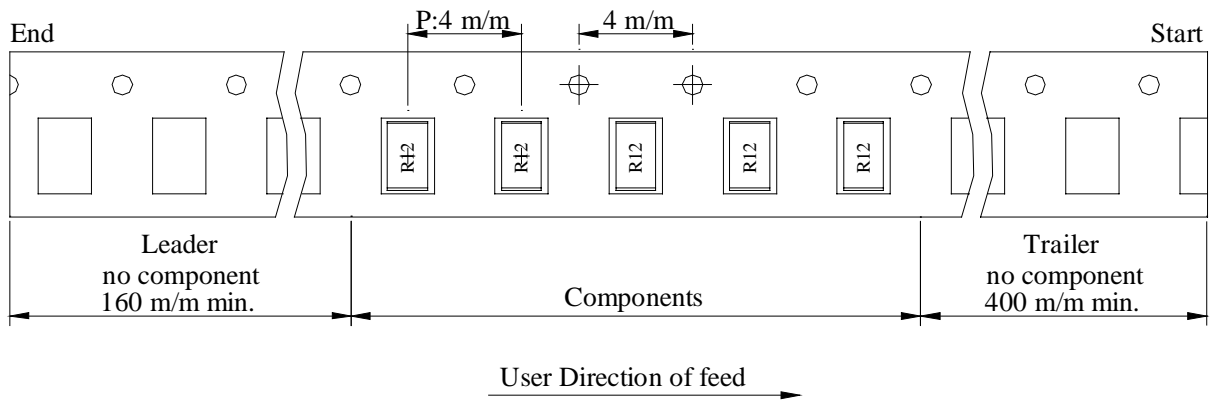 P:4 m/m
4 m/m
End
Start
R12
R12
R12
R12
R12
Leader
no component
160 m/m min.
Components
Trailer
no component
400 m/m min.
User Direction of feed